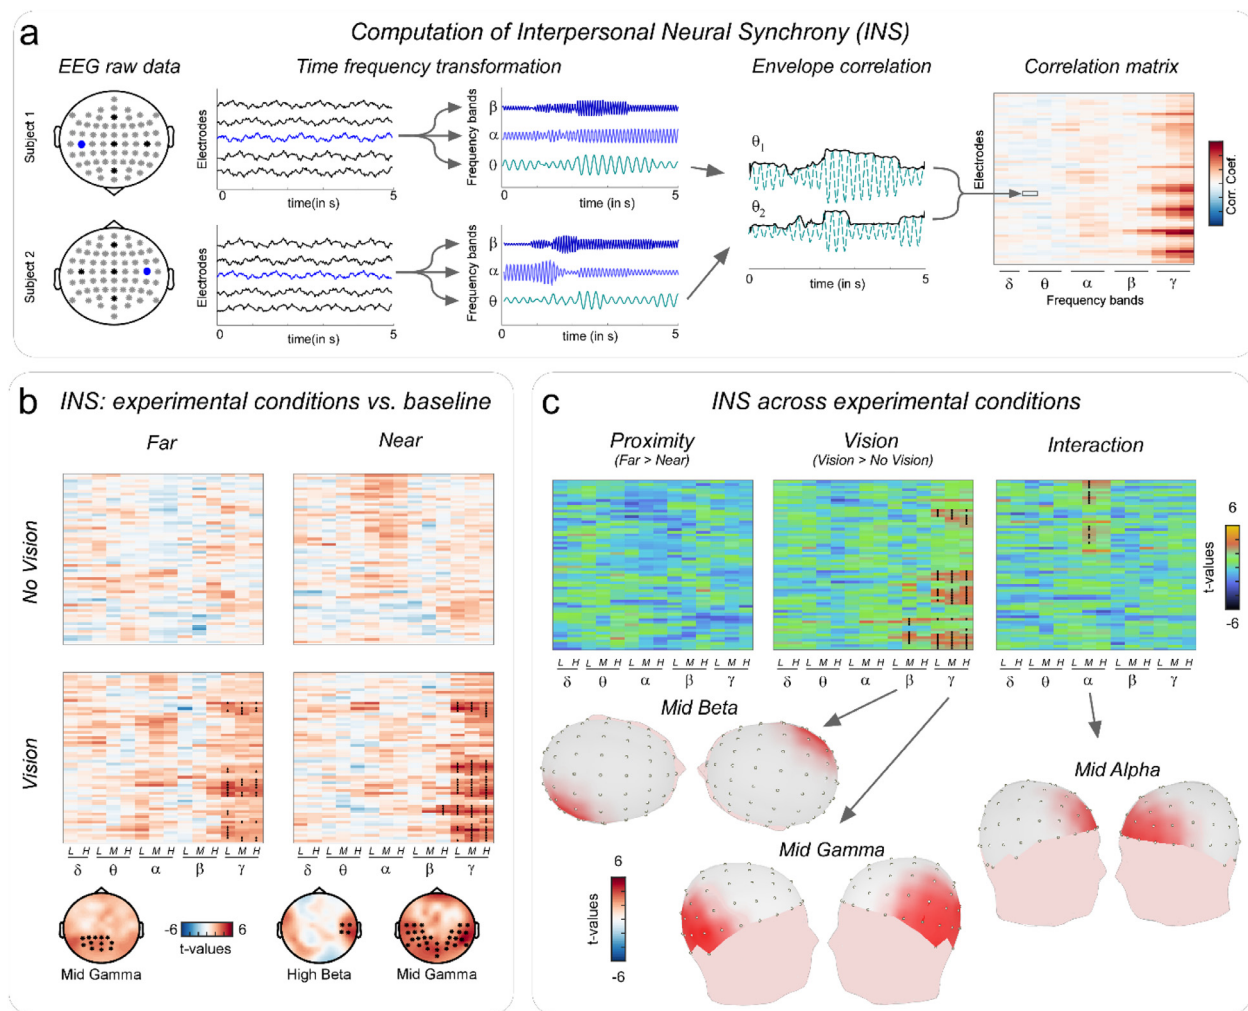 a
Computation of Interpersonal Neural Synchrony (INS)
EEG raw data
Time frequency transformation
Envelope correlation
Correlation matrix
Subject 1
Electrodes
0
5
time(in s)
Frequency bands
β
α
θ
0
5
time (in s)
Subject 2
Electrodes
0
5
time(in s)
Frequency bands
β
α
θ
0
5
time (in s)
θ1
θ2
0
5
time (in s)
Electrodes
δ θ α β γ
Frequency bands
Corr. Coef.
b
INS: experimental conditions vs. baseline
Far
Near
No Vision
Vision
L H L M H L M H L M H L M H
δ θ α β γ
L H L M H L M H L M H L M H
δ θ α β γ
-6 6
t-values
Mid Gamma
High Beta
Mid Gamma
c
INS across experimental conditions
Proximity
(Far > Near)
Vision
(Vision > No Vision)
Interaction
6
t-values
-6
L H L M H L M H L M H L M H
δ θ α β γ
L H L M H L M H L M H L M H
δ θ α β γ
L H L M H L M H L M H L M H
δ θ α β γ
Mid Beta
Mid Alpha
Mid Gamma
6
t-values
-6